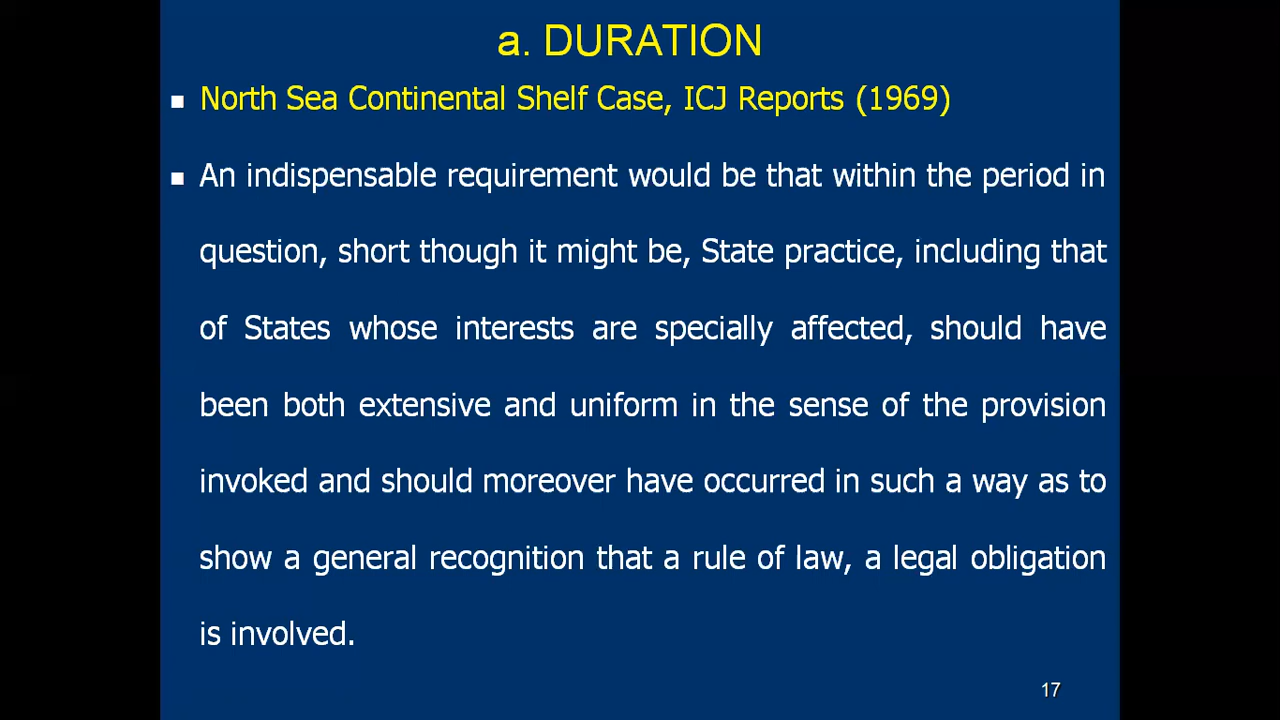 a. DURATION
North Sea Continental Shelf Case, ICJ Reports (1969)
An indispensable requirement would be that within the period in
question, short though it might be, State practice, including that
of States whose interests are specially affected, should have
been both extensive and uniform in the sense of the provision
invoked and should moreover have occurred in such a way as to
show a general recognition that a rule of law, a legal obligation
is involved.
17